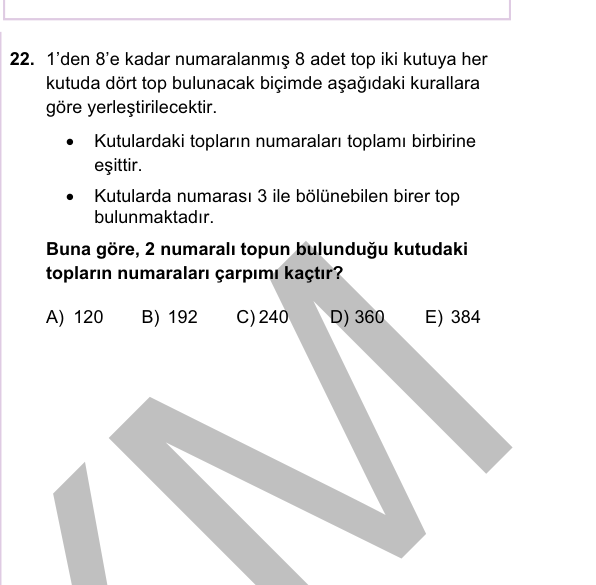 22. 1’den 8’e kadar numaralanmış 8 adet top iki kutuya her
kutuda dört top bulunacak biçimde aşağıdaki kurallara
göre yerleştirilecektir.
• Kutulardaki topların numaraları toplamı birbirine
eşittir.
• Kutularda numarası 3 ile bölünebilen birer top
bulunmaktadır.
Buna göre, 2 numaralı topun bulunduğu kutudaki
topların numaraları çarpımı kaçtır?
A) 120 B) 192 C) 240 D) 360 E) 384